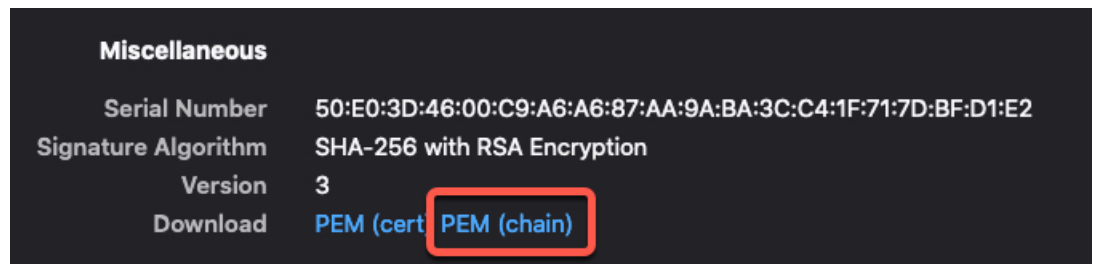 Miscellaneous
Serial Number 50:E0:3D:46:00:C9:A6:A6:87:AA:9A:BA:3C:C4:1F:71:7D:BF:D1:E2
Signature Algorithm SHA-256 with RSA Encryption
Version 3
Download PEM (cert) PEM (chain)